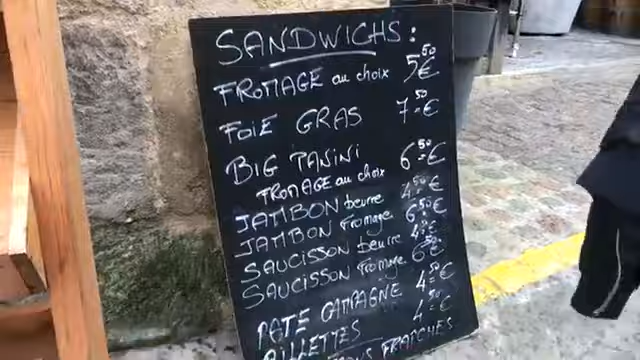 SANDWICHS :
FROMAGE au choix 5€50
FOIE GRAS 7€50
BIG PANINI 6€50
FROMAGE au choix
JAMBON beurre 4€50
JAMBON fromage 6€50
SAUCISSON beurre 4€50
SAUCISSON fromage 6€50
PATE CAMPAGNE 4€50
RILLETTES 4€50
FRAICHES